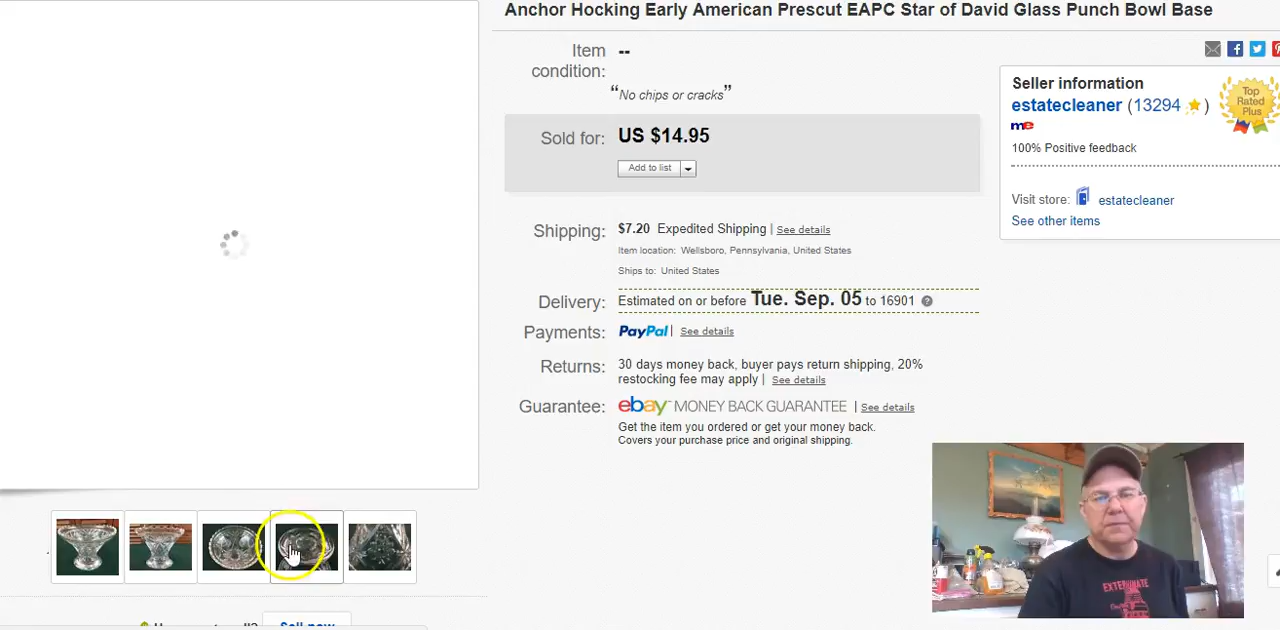 Anchor Hocking Early American Prescut EAPC Star of David Glass Punch Bowl Base
Item condition: --
“No chips or cracks”
Sold for: US $14.95
Add to list
Shipping: $7.20 Expedited Shipping | See details
Item location: Wellsboro, Pennsylvania, United States
Ships to: United States
Delivery: Estimated on or before Tue. Sep. 05 to 16901 ?
Payments: PayPal | See details
Returns: 30 days money back, buyer pays return shipping, 20%
restocking fee may apply | See details
Guarantee: ebay MONEY BACK GUARANTEE | See details
Get the item you ordered or get your money back.
Covers your purchase price and original shipping.
Seller information
estatecleaner (13294 )
me
100% Positive feedback
Visit store: estatecleaner
See other items
Top
Rated
Plus
EXTERMINATE
Sell now